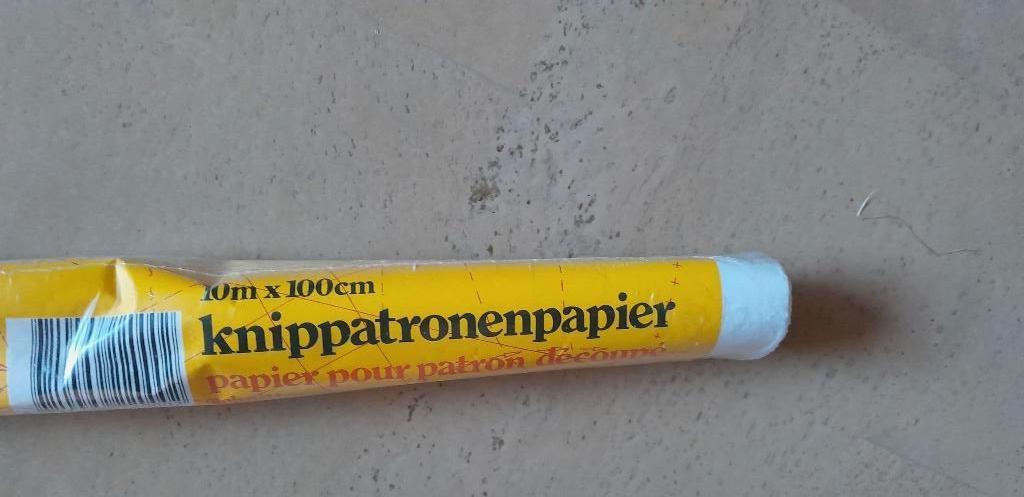 10m x 100cm
knippatronenpapier
papier pour patron découpé